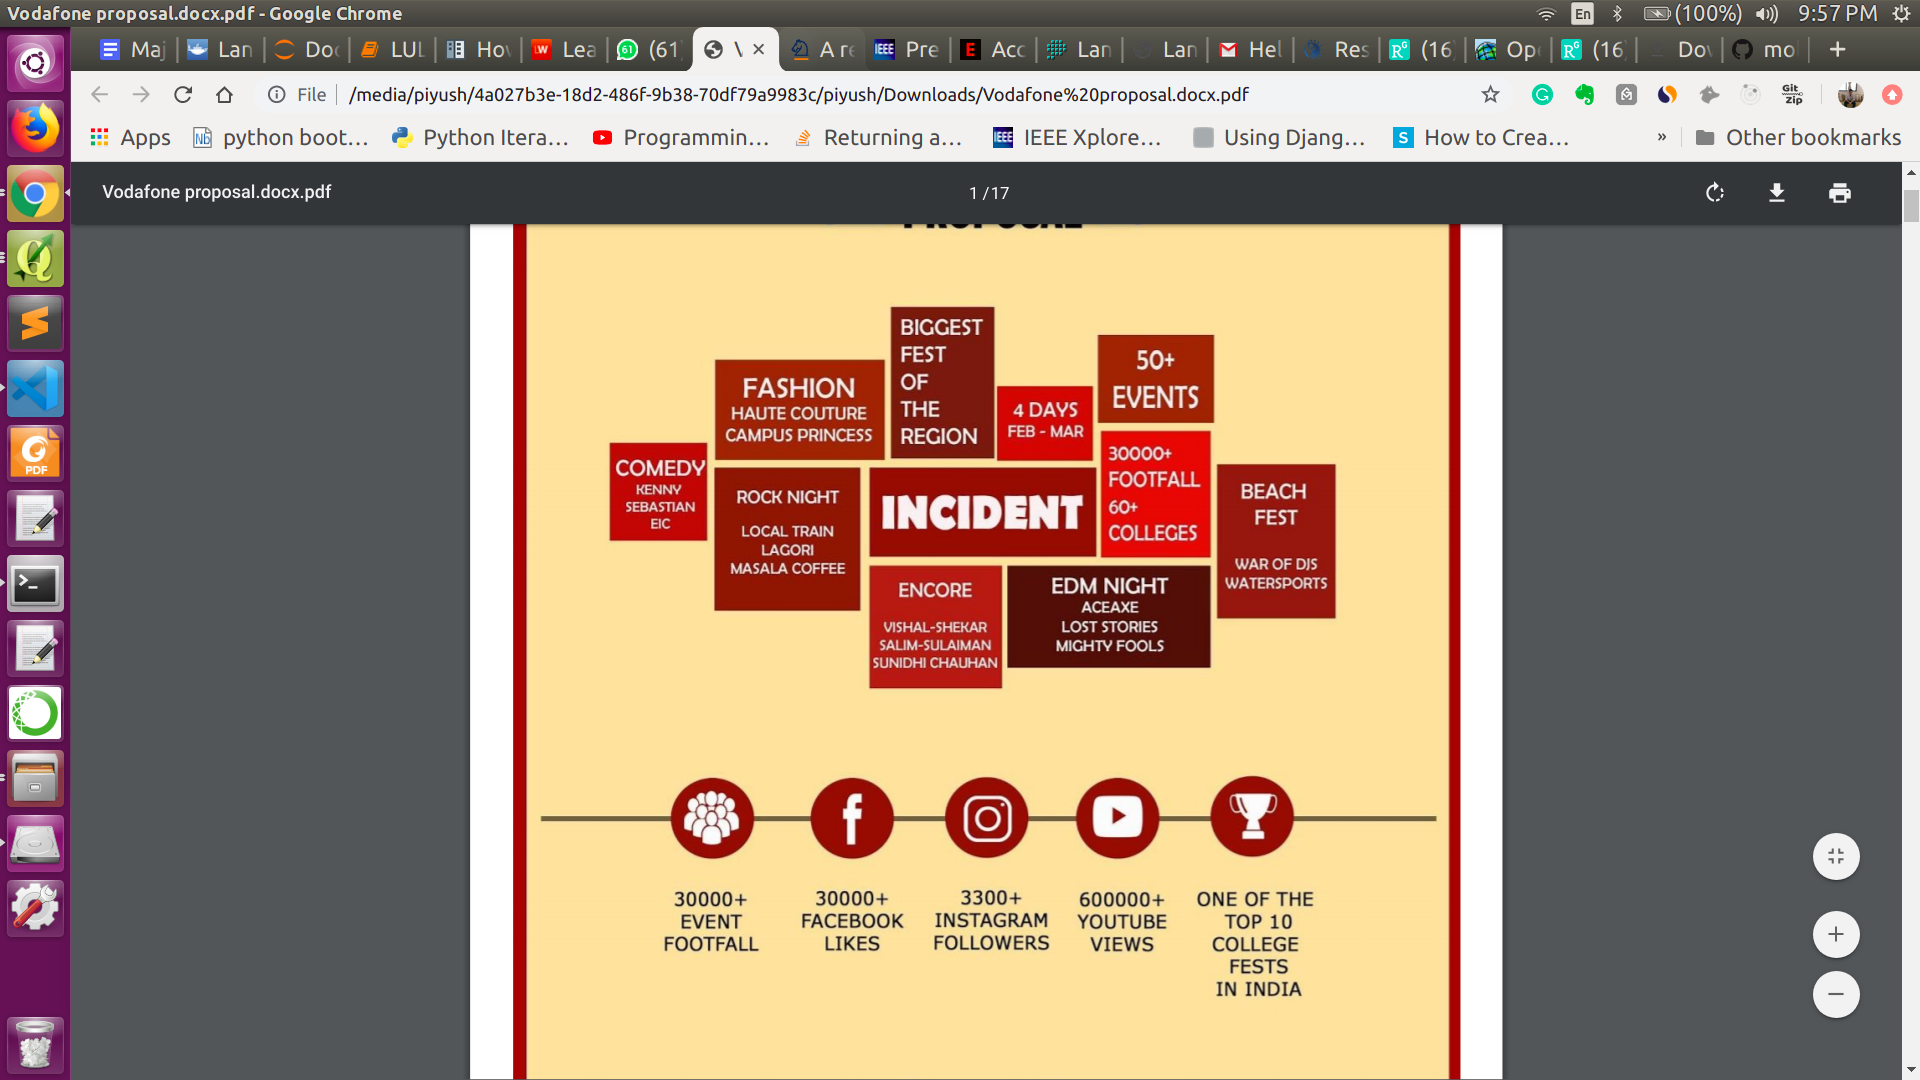 Vodafone proposal.docx.pdf - Google Chrome
En
(100%)
9:57 PM
Maj
Lan
Doc
LUL
Hov
Lea
(61
V
A re
Pre
Acc
Lan
Lan
Hel
Res
(16
Ope
(16
Dov
mo
File
/media/piyush/4a027b3e-18d2-486f-9b38-70df79a9983c/piyush/Downloads/Vodafone%20proposal.docx.pdf
Git
Zip
Apps
python boot...
Python Itera...
Programmin...
Returning a...
IEEE Xplore...
Using Djang...
How to Crea...
»
Other bookmarks
Vodafone proposal.docx.pdf
1 / 17
PROPOSAL
BIGGEST
FEST
OF
THE
REGION
50+
EVENTS
FASHION
HAUTE COUTURE
CAMPUS PRINCESS
4 DAYS
FEB - MAR
COMEDY
KENNY
SEBASTIAN
EIC
ROCK NIGHT
LOCAL TRAIN
LAGORI
MASALA COFFEE
INCIDENT
30000+
FOOTFALL
60+
COLLEGES
BEACH
FEST
WAR OF DJS
WATERSPORTS
ENCORE
VISHAL-SHEKAR
SALIM-SULAIMAN
SUNIDHI CHAUHAN
EDM NIGHT
ACEAXE
LOST STORIES
MIGHTY FOOLS
30000+
EVENT
FOOTFALL
30000+
FACEBOOK
LIKES
3300+
INSTAGRAM
FOLLOWERS
600000+
YOUTUBE
VIEWS
ONE OF THE
TOP 10
COLLEGE
FESTS
IN INDIA
PDF